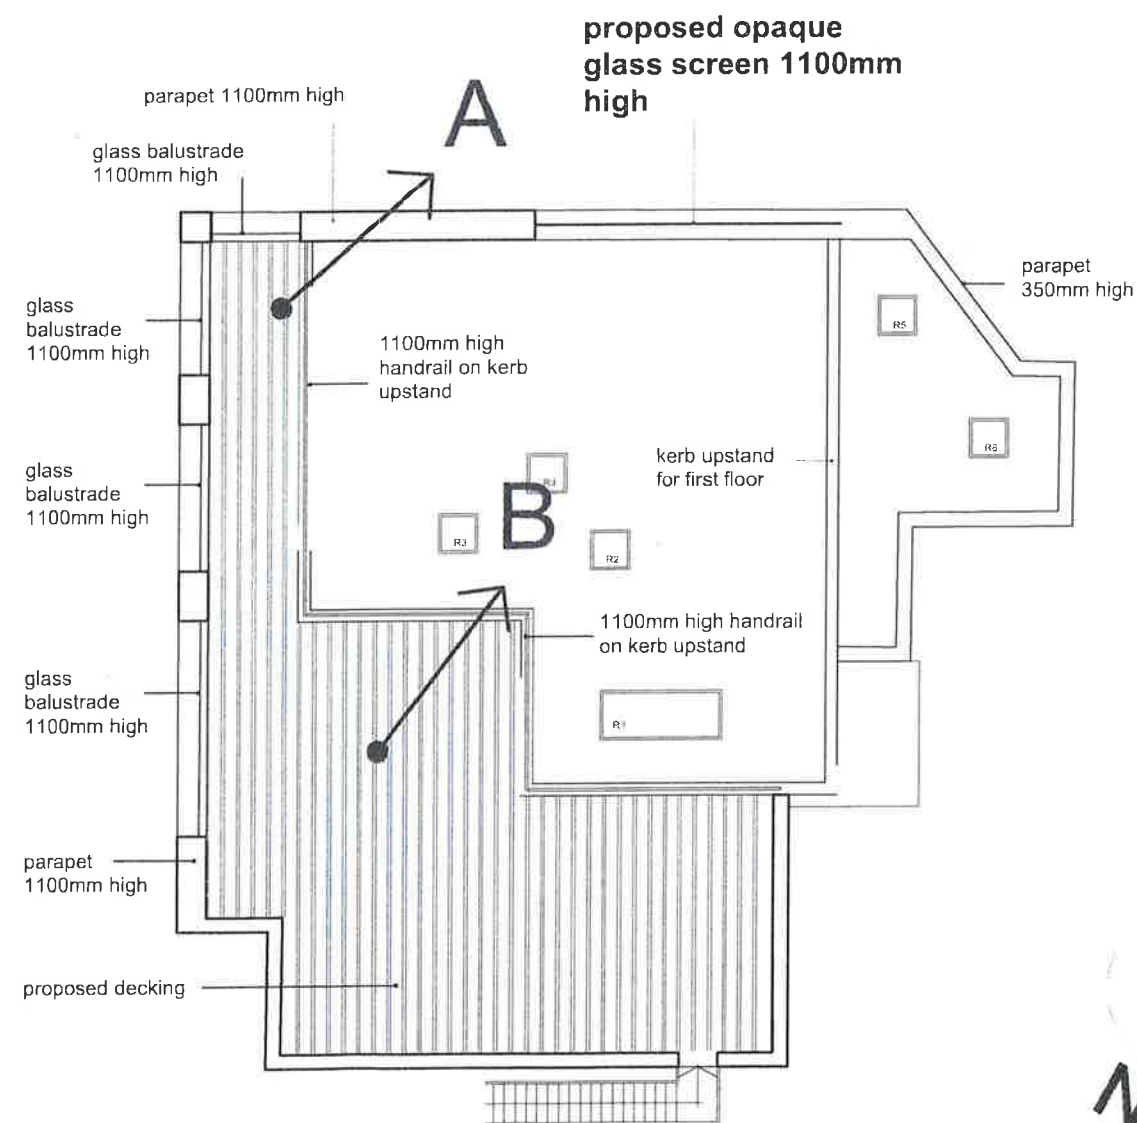 proposed opaque
glass screen 1100mm
high
parapet 1100mm high
A
glass balustrade
1100mm high
parapet
350mm high
glass
balustrade
1100mm high
R5
1100mm high
handrail on kerb
upstand
R6
kerb upstand
for first floor
glass
balustrade
1100mm high
B
R3
R2
1100mm high handrail
on kerb upstand
glass
balustrade
1100mm high
R1
parapet
1100mm high
proposed decking
N